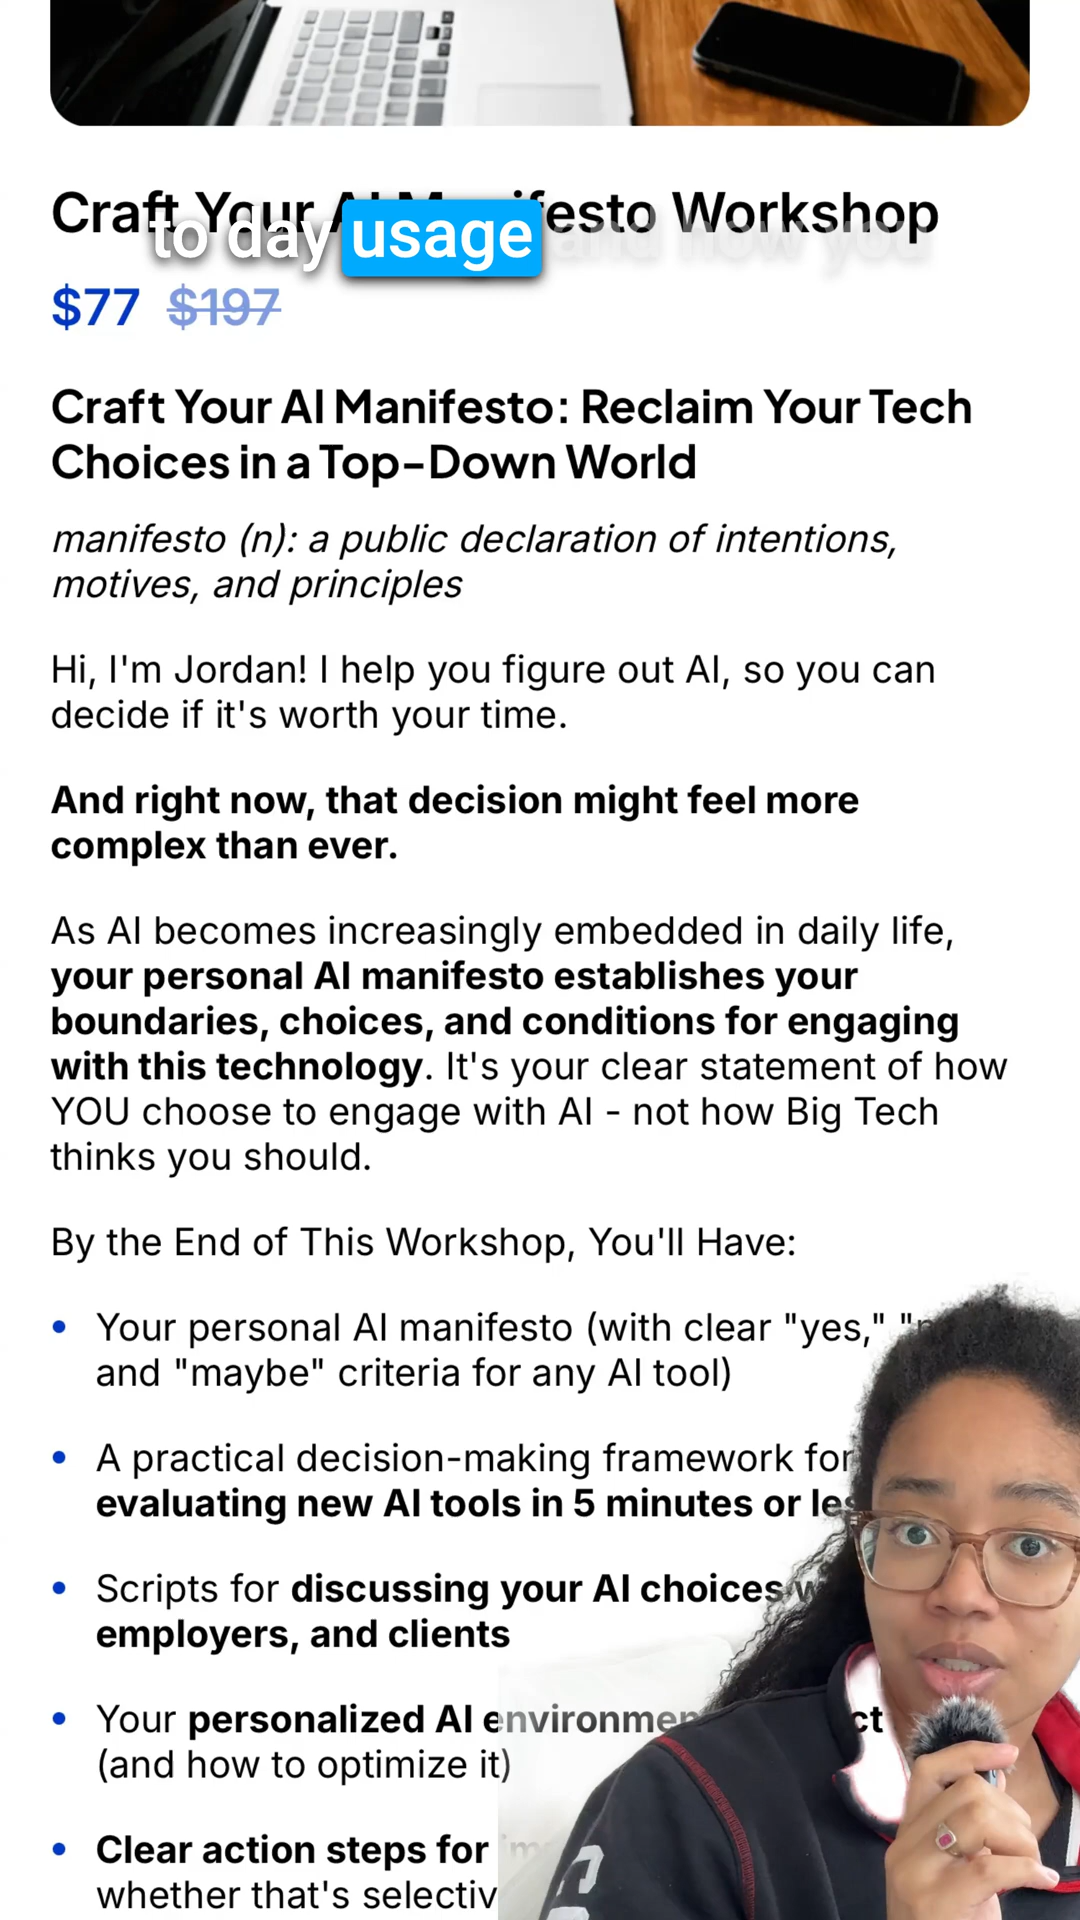 Craft Your AI Manifesto Workshop
to day usage and how you
$77 $197
Craft Your AI Manifesto: Reclaim Your Tech
Choices in a Top-Down World
manifesto (n): a public declaration of intentions,
motives, and principles
Hi, I'm Jordan! I help you figure out AI, so you can
decide if it's worth your time.
And right now, that decision might feel more
complex than ever.
As AI becomes increasingly embedded in daily life,
your personal AI manifesto establishes your
boundaries, choices, and conditions for engaging
with this technology. It's your clear statement of how
YOU choose to engage with AI - not how Big Tech
thinks you should.
By the End of This Workshop, You'll Have:
• Your personal AI manifesto (with clear "yes,"
and "maybe" criteria for any AI tool)
• A practical decision-making framework for
evaluating new AI tools in 5 minutes or
• Scripts for discussing your AI choices
employers, and clients
• Your personalized AI
(and how to optimize it)
• Clear action steps for
whether that's